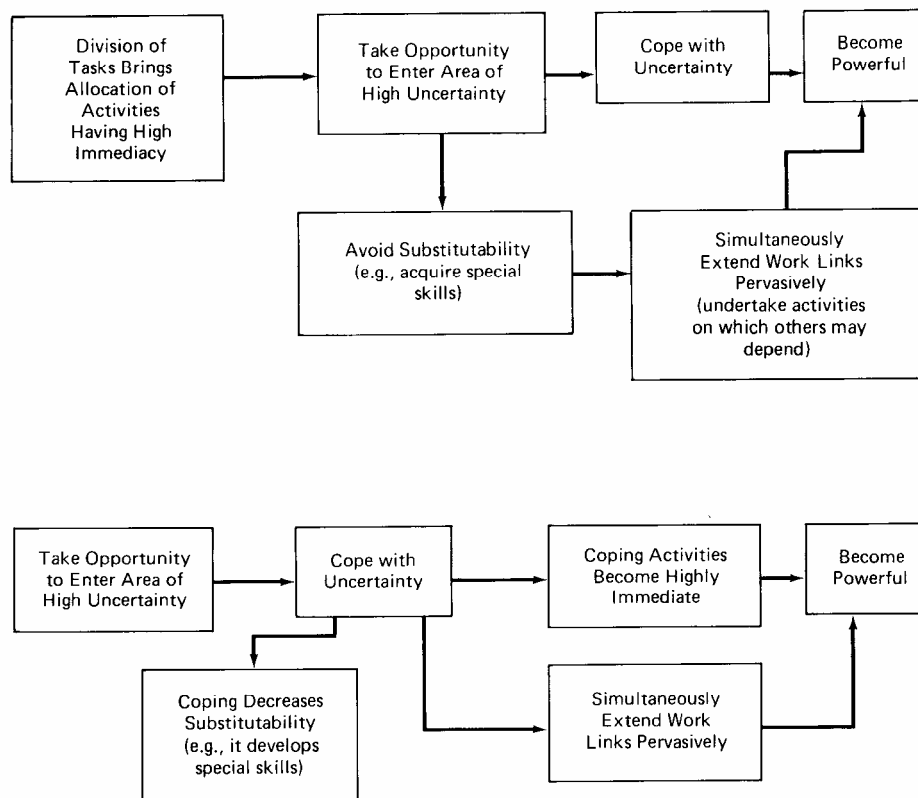 Division of
Tasks Brings
Allocation of
Activities
Having High
Immediacy
Take Opportunity
to Enter Area of
High Uncertainty
Cope with
Uncertainty
Become
Powerful
Avoid Substitutability
(e.g., acquire special
skills)
Simultaneously
Extend Work Links
Pervasively
(undertake activities
on which others may
depend)
Take Opportunity
to Enter Area of
High Uncertainty
Cope with
Uncertainty
Coping Activities
Become Highly
Immediate
Become
Powerful
Coping Decreases
Substitutability
(e.g., it develops
special skills)
Simultaneously
Extend Work
Links Pervasively